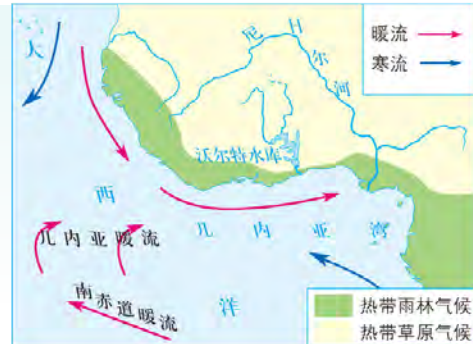 暖流
寒流
大
西
洋
尼日尔河
沃尔特水库
几内亚湾
几内亚暖流
南赤道暖流
热带雨林气候
热带草原气候